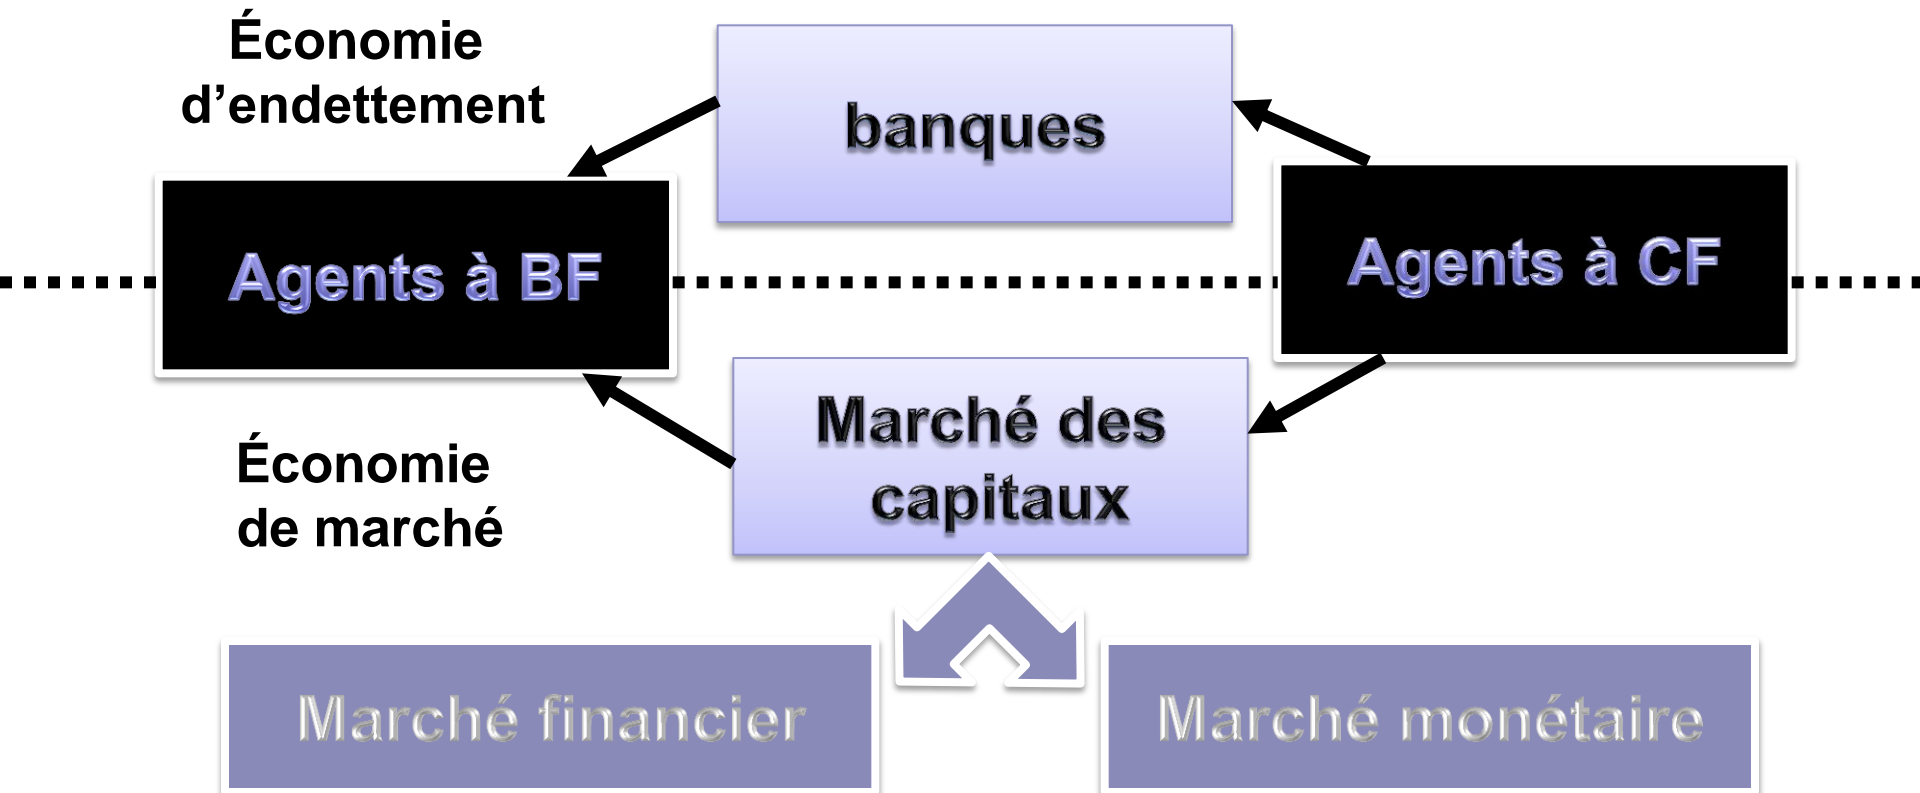 Économie
d’endettement
banques
Agents à BF
Agents à CF
Économie
de marché
Marché des
capitaux
Marché financier
Marché monétaire